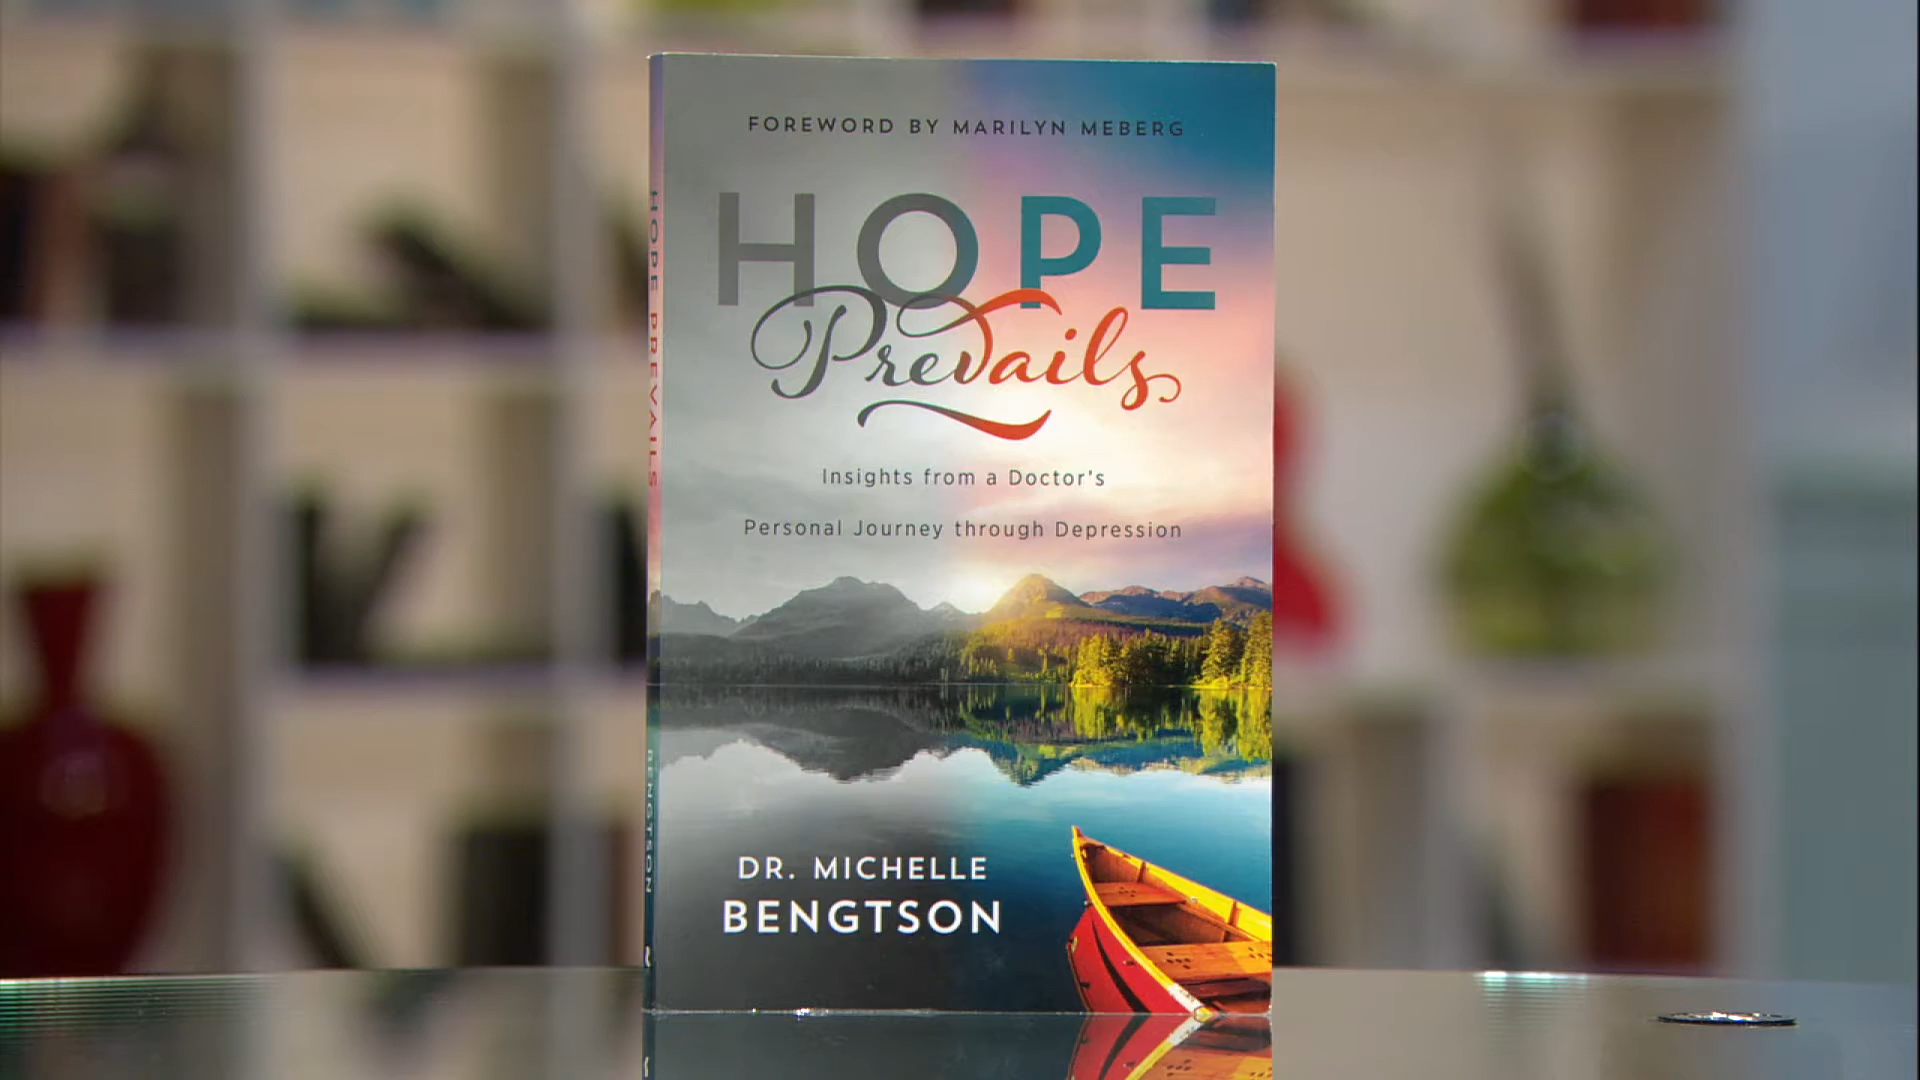 FOREWORD BY MARILYN MEBERG
HOPE
Prevails
Insights from a Doctor's
Personal Journey through Depression
DR. MICHELLE
BENGTSON
HOPE PREVAILS
BENGTSON